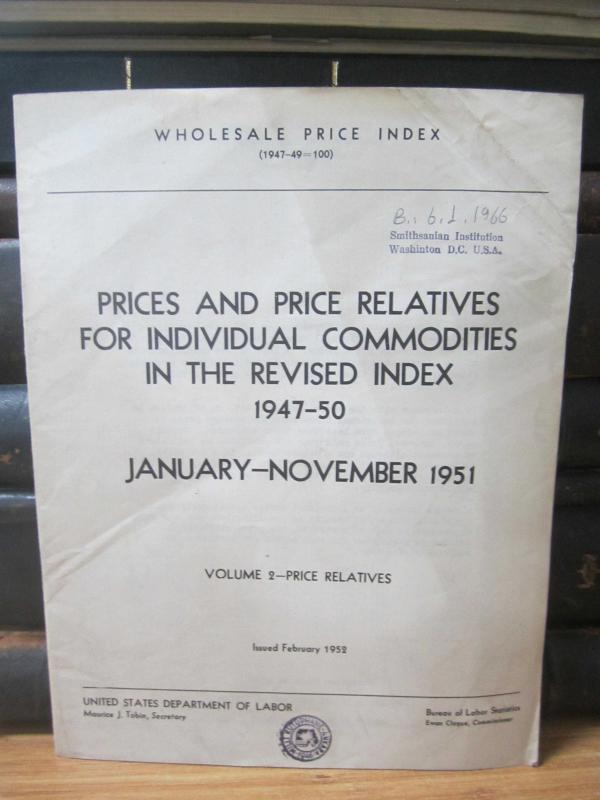 WHOLESALE PRICE INDEX
(1947-49=100)
B.. 6.1.1966
Smithsanian Institution
Washinton D.C. U.S.A.
PRICES AND PRICE RELATIVES
FOR INDIVIDUAL COMMODITIES
IN THE REVISED INDEX
1947-50
JANUARY—NOVEMBER 1951
VOLUME 2—PRICE RELATIVES
Issued February 1952
UNITED STATES DEPARTMENT OF LABOR
Maurice J. Tobin, Secretary
Bureau of Labor Statistics
Ewan Clague, Commissioner